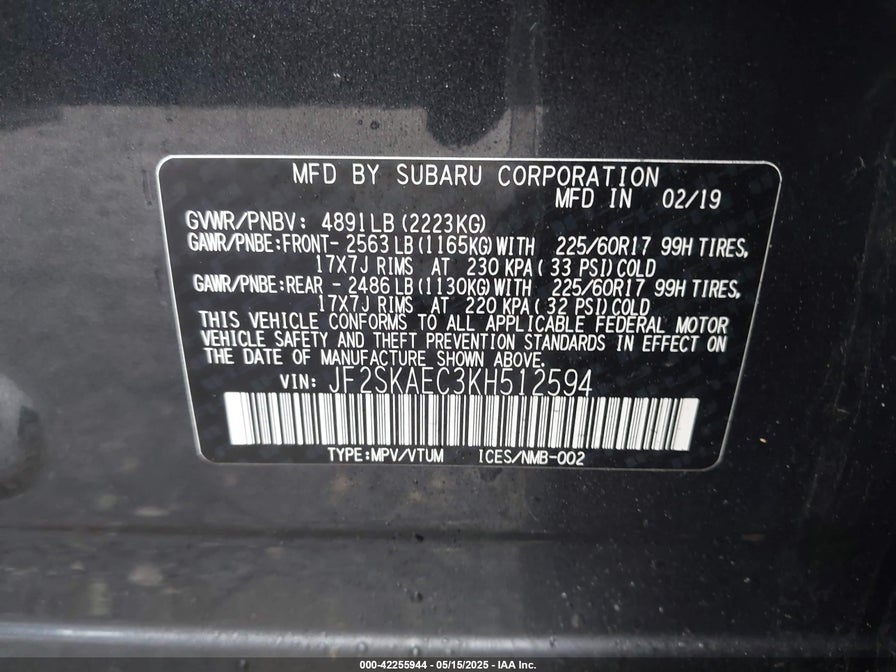 MFD BY SUBARU CORPORATION
MFD IN 02/19
GVWR/PNBV: 4891LB (2223KG)
GAWR/PNBE:FRONT- 2563 LB (1165KG) WITH 225/60R17 99H TIRES,
17X7J RIMS AT 230 KPA ( 33 PSI) COLD
GAWR/PNBE:REAR - 2486 LB (1130KG) WITH 225/60R17 99H TIRES,
17X7J RIMS AT 220 KPA ( 32 PSI) COLD
THIS VEHICLE CONFORMS TO ALL APPLICABLE FEDERAL MOTOR
VEHICLE SAFETY AND THEFT PREVENTION STANDARDS IN EFFECT ON
THE DATE OF MANUFACTURE SHOWN ABOVE.
VIN: JF2SKAEC3KH512594
TYPE:MPV/VTUM ICES/NMB-002
000-42255944 - 05/15/2025 - IAA Inc.